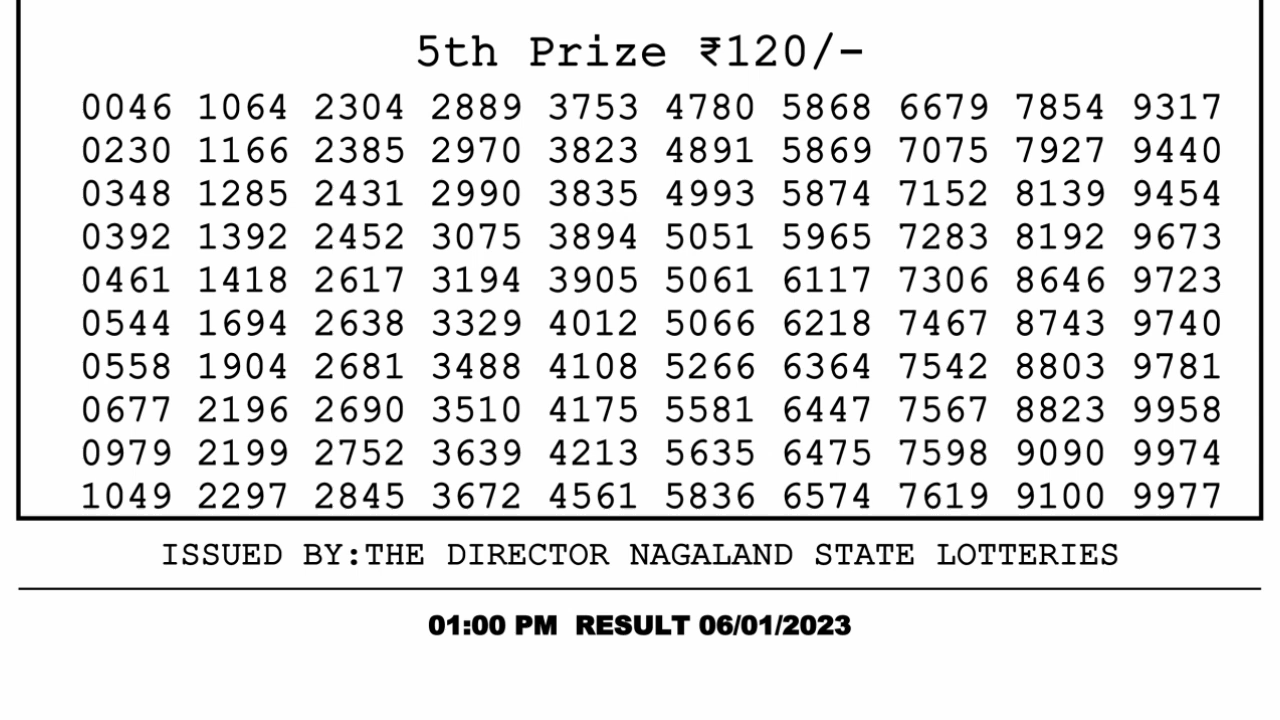 5th Prize ₹120/-
0046 1064 2304 2889 3753 4780 5868 6679 7854 9317
0230 1166 2385 2970 3823 4891 5869 7075 7927 9440
0348 1285 2431 2990 3835 4993 5874 7152 8139 9454
0392 1392 2452 3075 3894 5051 5965 7283 8192 9673
0461 1418 2617 3194 3905 5061 6117 7306 8646 9723
0544 1694 2638 3329 4012 5066 6218 7467 8743 9740
0558 1904 2681 3488 4108 5266 6364 7542 8803 9781
0677 2196 2690 3510 4175 5581 6447 7567 8823 9958
0979 2199 2752 3639 4213 5635 6475 7598 9090 9974
1049 2297 2845 3672 4561 5836 6574 7619 9100 9977
ISSUED BY:THE DIRECTOR NAGALAND STATE LOTTERIES
01:00 PM RESULT 06/01/2023